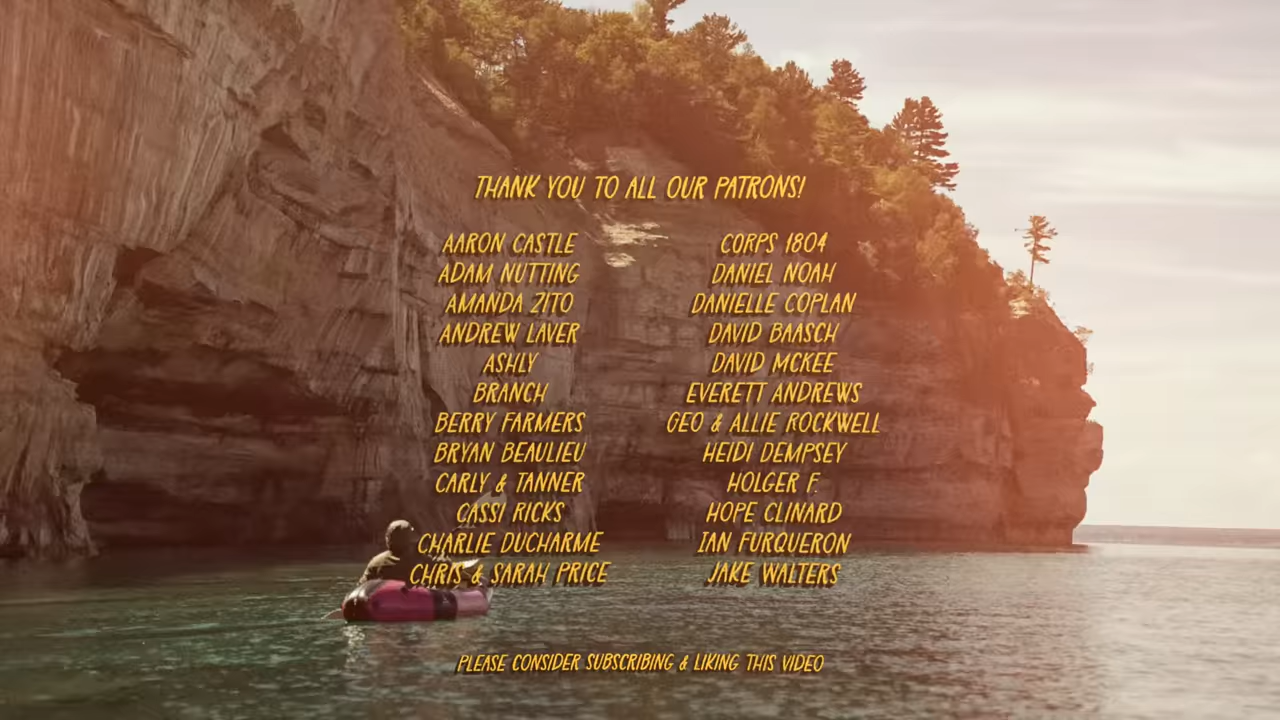 THANK YOU TO ALL OUR PATRONS!
AARON CASTLE
ADAM NUTTING
AMANDA ZITO
ANDREW LAVER
ASHLY
BRANCH
BERRY FARMERS
BRYAN BEAULIEU
CARLY & TANNER
CASSI RICKS
CHARLIE DUCHARME
CHRIS & SARAH PRICE
CORPS 1804
DANIEL NOAH
DANIELLE COPLAN
DAVID BAASCH
DAVID MCKEE
EVERETT ANDREWS
GEO & ALLIE ROCKWELL
HEIDI DEMPSEY
HOLGER F.
HOPE CLINARD
IAN FURQUERON
JAKE WALTERS
PLEASE CONSIDER SUBSCRIBING & LIKING THIS VIDEO